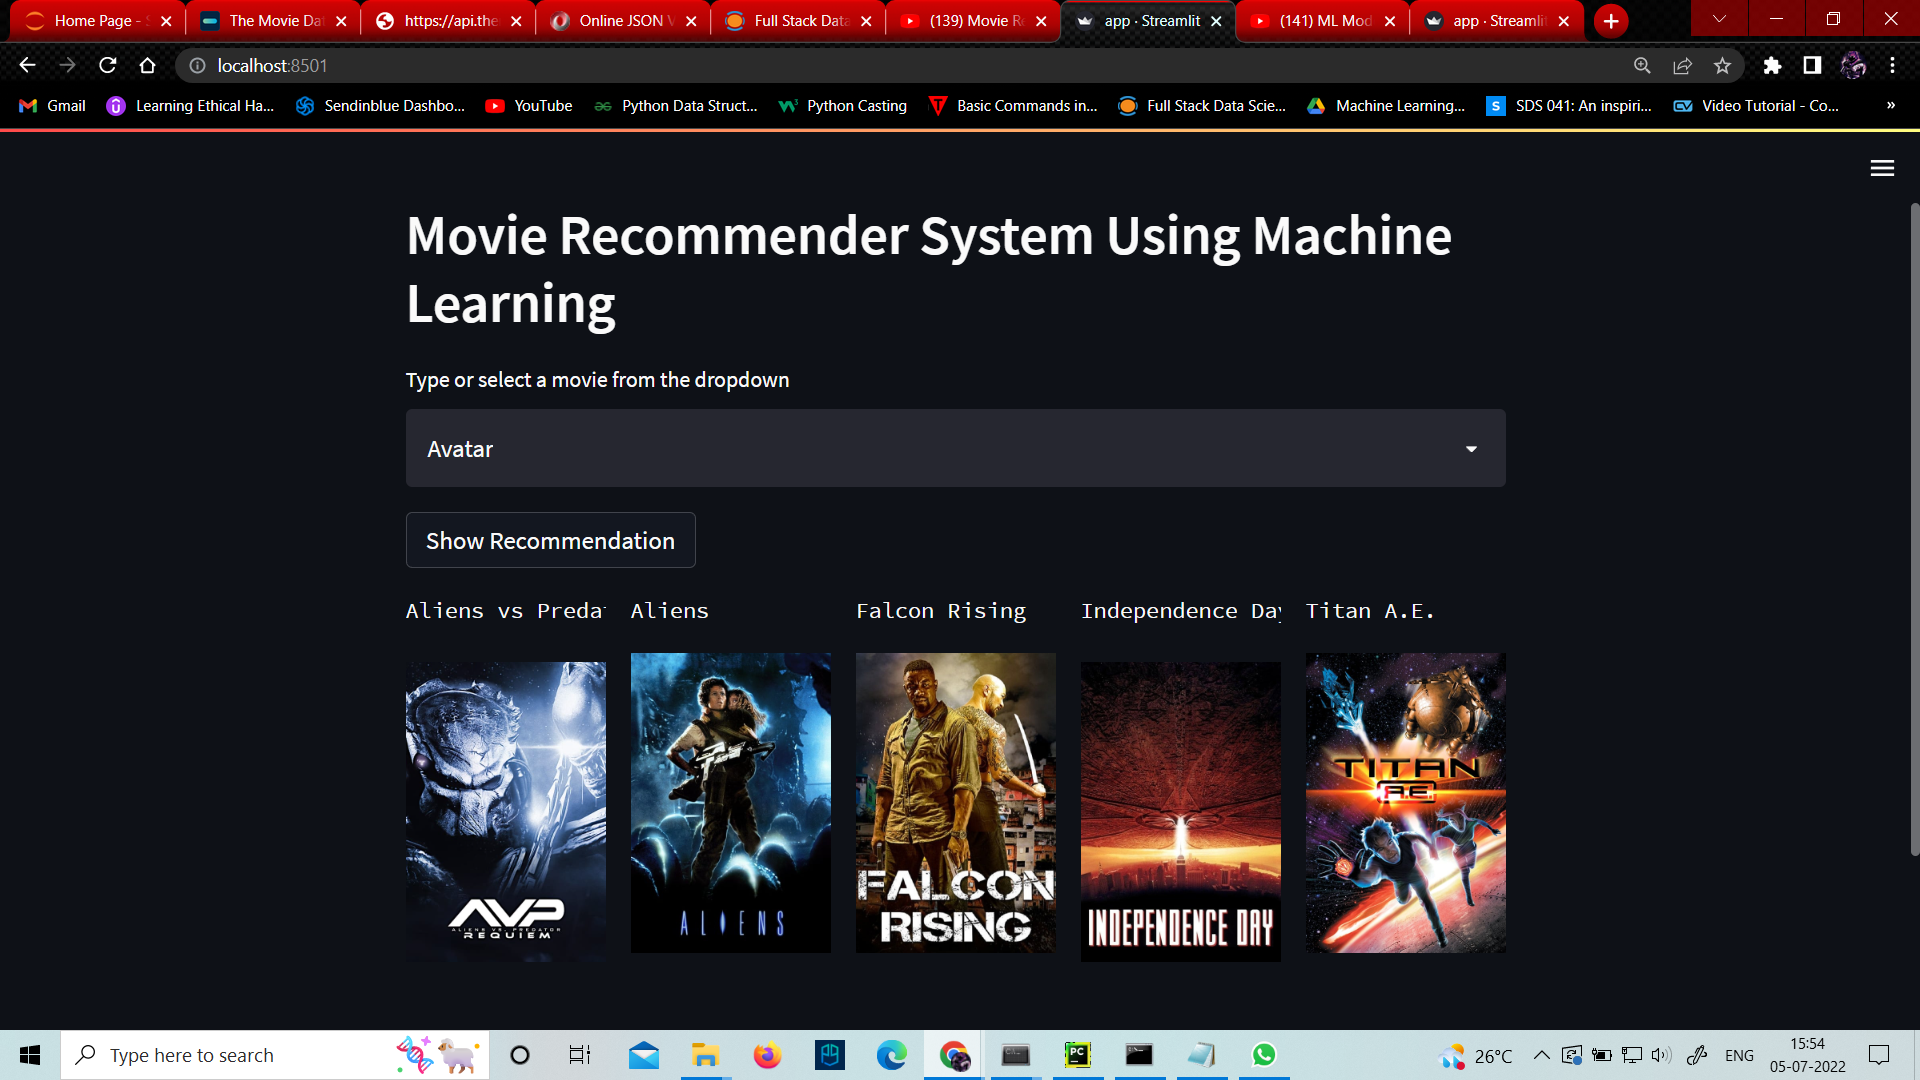 Home Page - S
The Movie Dat
https://api.the
Online JSON V
Full Stack Data
(139) Movie Re
app · Streamlit
(141) ML Mod
app · Streamlit
localhost:8501
Gmail
Learning Ethical Ha...
Sendinblue Dashbo...
YouTube
Python Data Struct...
Python Casting
Basic Commands in...
Full Stack Data Scie...
Machine Learning...
SDS 041: An inspiri...
Video Tutorial - Co...
»
Movie Recommender System Using Machine
Learning
Type or select a movie from the dropdown
Avatar
Show Recommendation
Aliens vs Predat
Aliens
Falcon Rising
Independence Day
Titan A.E.
AVP
ALIENS VS. PREDATOR
REQUIEM
ALIENS
FALCON
RISING
INDEPENDENCE DAY
TITAN
A.E.
Type here to search
26°C
ENG
15:54
05-07-2022